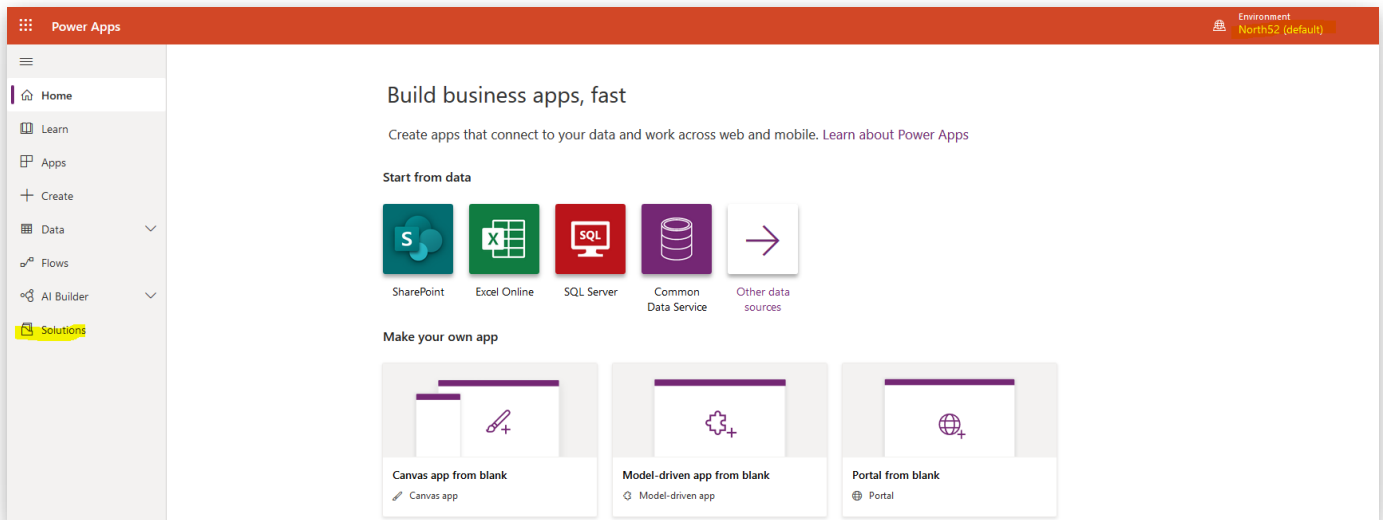 Power Apps
Environment
North52 (default)
Home
Learn
Apps
Create
Data
Flows
AI Builder
Solutions
Build business apps, fast
Create apps that connect to your data and work across web and mobile. Learn about Power Apps
Start from data
S
X
SQL
SharePoint
Excel Online
SQL Server
Common
Data Service
Other data
sources
Make your own app
Canvas app from blank
Canvas app
Model-driven app from blank
Model-driven app
Portal from blank
Portal